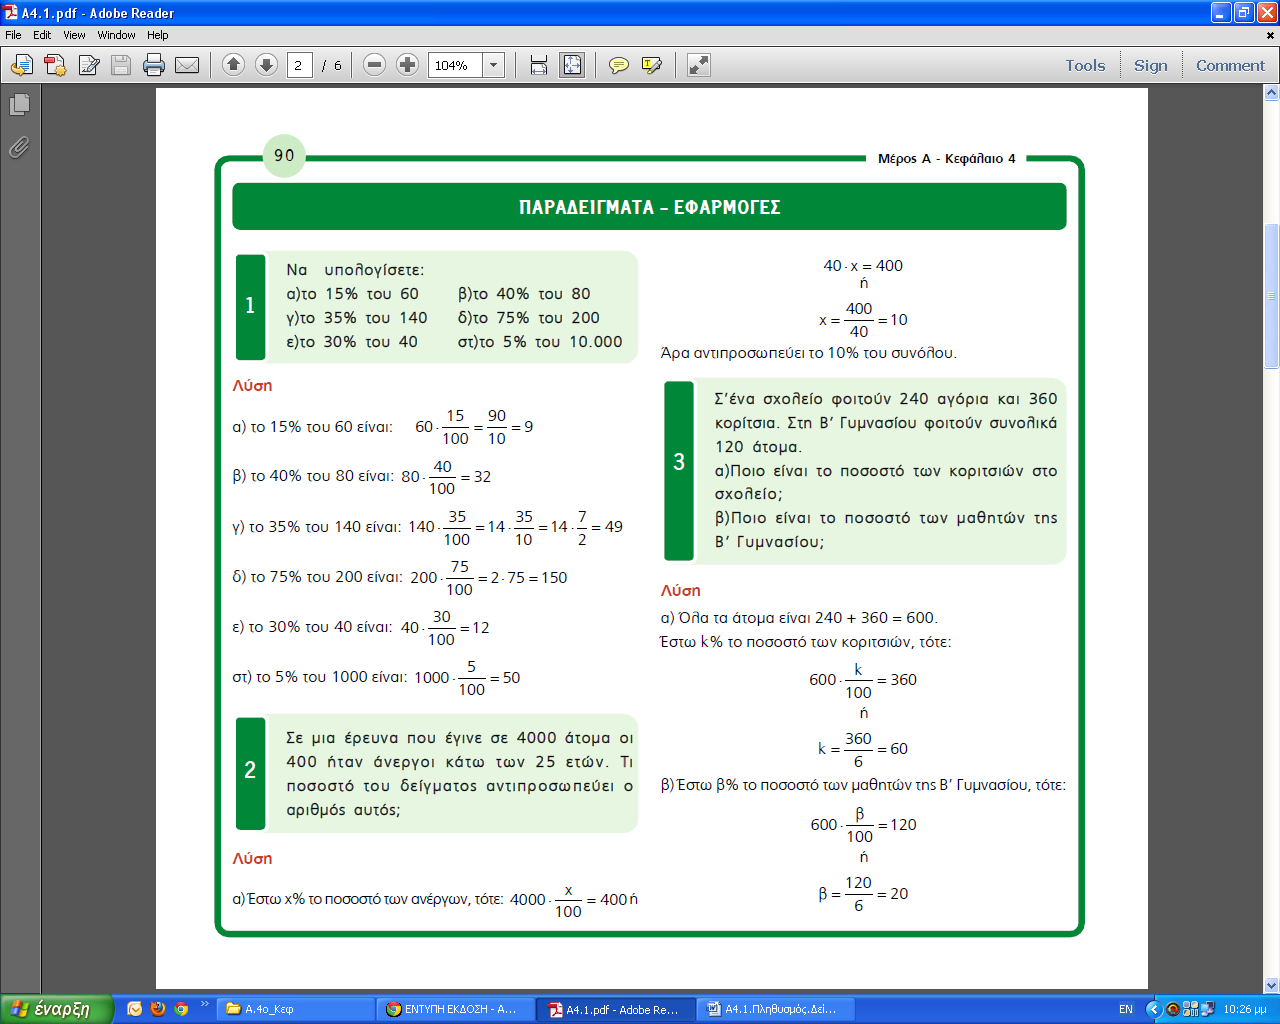 A4.1.pdf - Adobe Reader
File Edit View Window Help
2 / 6 104% Tools Sign Comment
90
Μέρος Α - Κεφάλαιο 4
ΠΑΡΑΔΕΙΓΜΑΤΑ – ΕΦΑΡΜΟΓΕΣ
1
Να υπολογίσετε:
α)το 15% του 60 β)το 40% του 80
γ)το 35% του 140 δ)το 75% του 200
ε)το 30% του 40 στ)το 5% του 10.000
Λύση
α) το 15% του 60 είναι: 60 · 15/100 = 90/10 = 9
β) το 40% του 80 είναι: 80 · 40/100 = 32
γ) το 35% του 140 είναι: 140 · 35/100 = 14 · 35/10 = 14 · 7/2 = 49
δ) το 75% του 200 είναι: 200 · 75/100 = 2 · 75 = 150
ε) το 30% του 40 είναι: 40 · 30/100 = 12
στ) το 5% του 1000 είναι: 1000 · 5/100 = 50
2
Σε μια έρευνα που έγινε σε 4000 άτομα οι
400 ήταν άνεργοι κάτω των 25 ετών. Τι
ποσοστό του δείγματος αντιπροσωπεύει ο
αριθμός αυτός;
Λύση
α) Έστω x% το ποσοστό των ανέργων, τότε: 4000 · x/100 = 400 ή
40 · x = 400
ή
x = 400/40 = 10
Άρα αντιπροσωπεύει το 10% του συνόλου.
3
Σ’ένα σχολείο φοιτούν 240 αγόρια και 360
κορίτσια. Στη Β’ Γυμνασίου φοιτούν συνολικά
120 άτομα.
α)Ποιο είναι το ποσοστό των κοριτσιών στο
σχολείο;
β)Ποιο είναι το ποσοστό των μαθητών της
Β’ Γυμνασίου;
Λύση
α) Όλα τα άτομα είναι 240 + 360 = 600.
Έστω k% το ποσοστό των κοριτσιών, τότε:
600 · k/100 = 360
ή
k = 360/6 = 60
β) Έστω β% το ποσοστό των μαθητών της Β’ Γυμνασίου, τότε:
600 · β/100 = 120
ή
β = 120/6 = 20
έναρξη A.4ο_Κεφ ΕΝΤΥΠΗ ΕΚΔΟΣΗ - Α... A4.1.pdf - Adobe Re... A4.1.Πληθυσμός.Δεί... EN 10:26 μμ